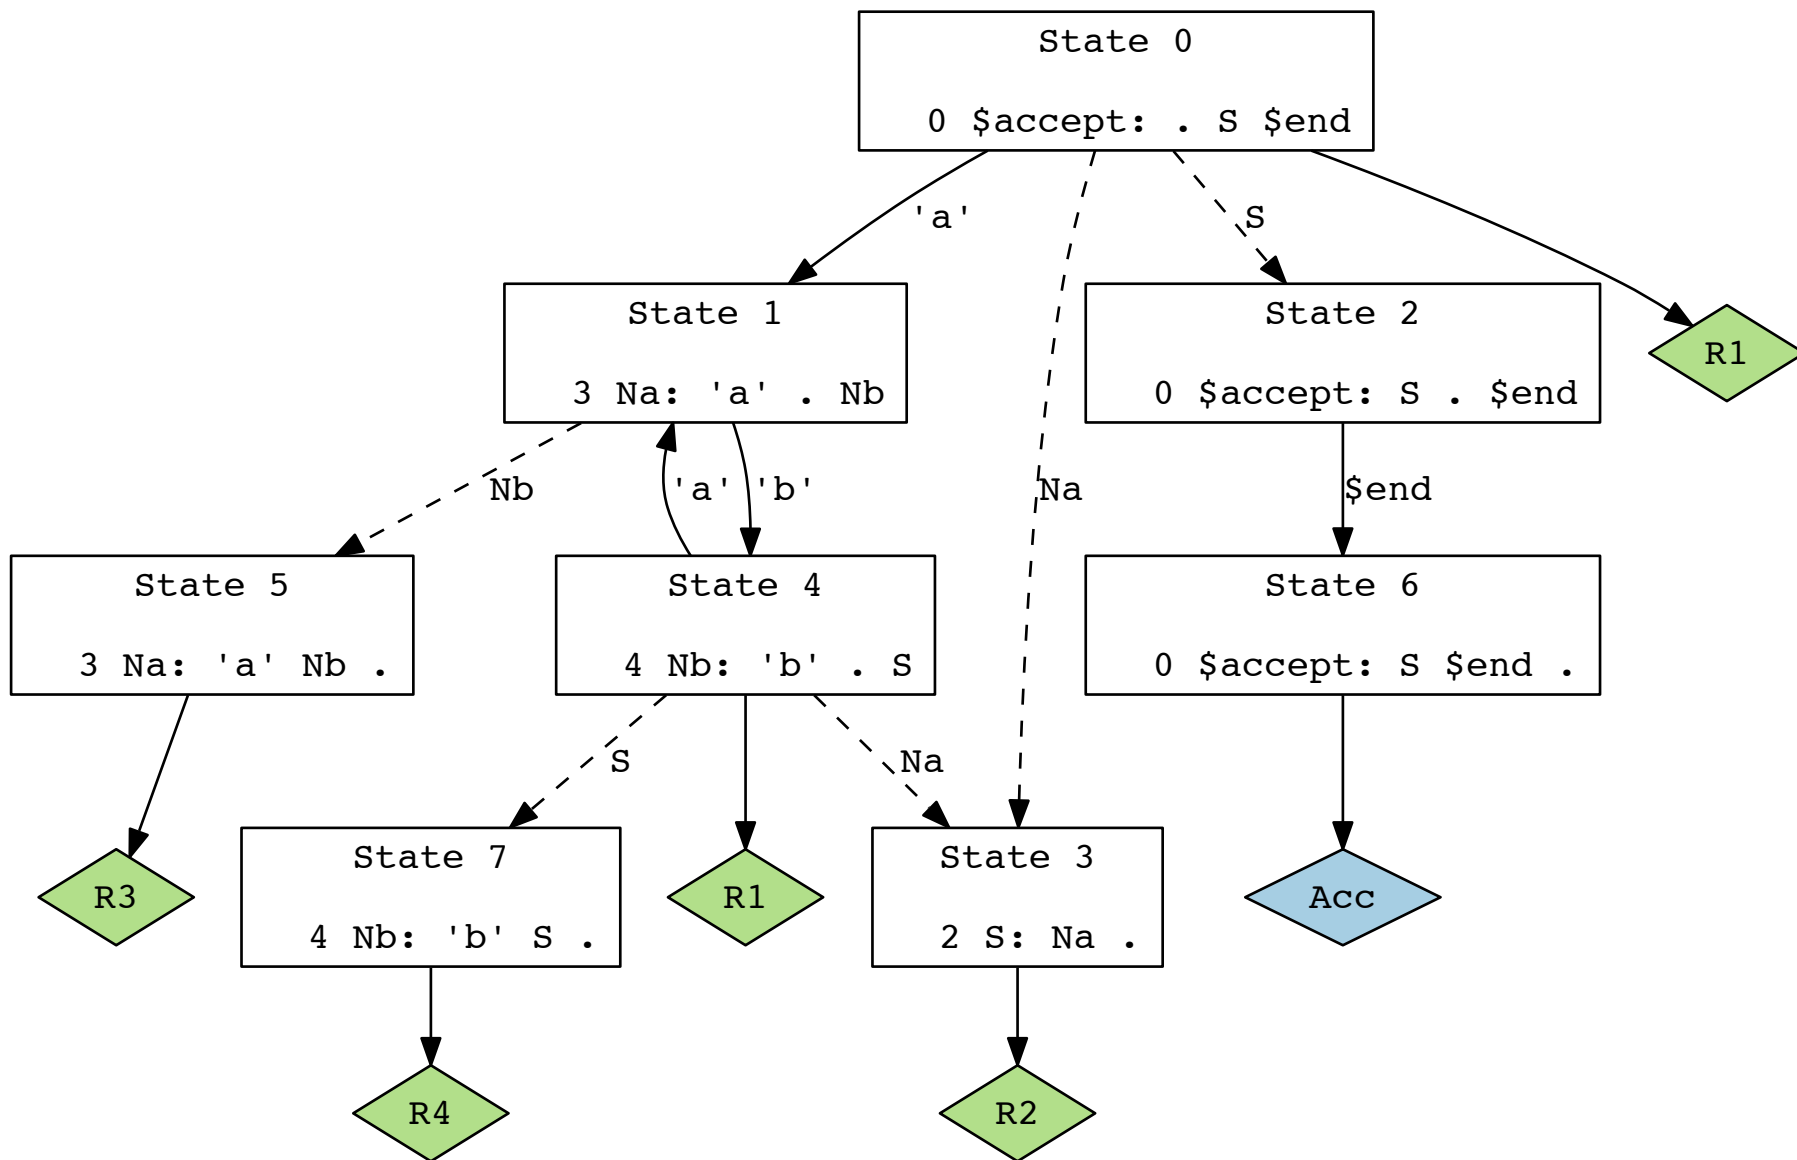 State 0
0 $accept: . S $end
'a'
S
State 1
3 Na: 'a' . Nb
State 2
0 $accept: S . $end
R1
Nb
'a'
'b'
Na
$end
State 5
3 Na: 'a' Nb .
State 4
4 Nb: 'b' . S
State 6
0 $accept: S $end .
S
Na
R3
State 7
4 Nb: 'b' S .
R1
State 3
2 S: Na .
Acc
R4
R2